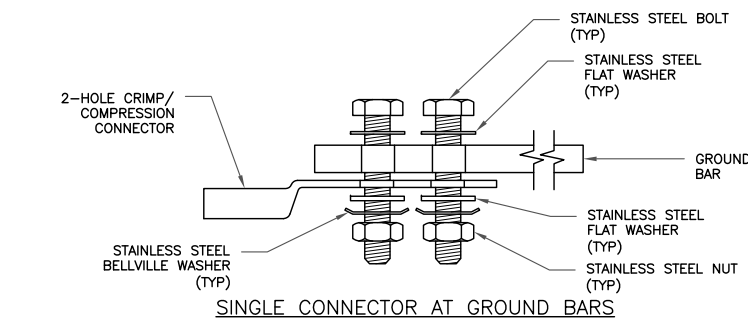 STAINLESS STEEL BOLT
(TYP)
STAINLESS STEEL
FLAT WASHER
(TYP)
2-HOLE CRIMP/
COMPRESSION
CONNECTOR
GROUND
BAR
STAINLESS STEEL
FLAT WASHER
(TYP)
STAINLESS STEEL
BELLVILLE WASHER
(TYP)
STAINLESS STEEL NUT
(TYP)
SINGLE CONNECTOR AT GROUND BARS